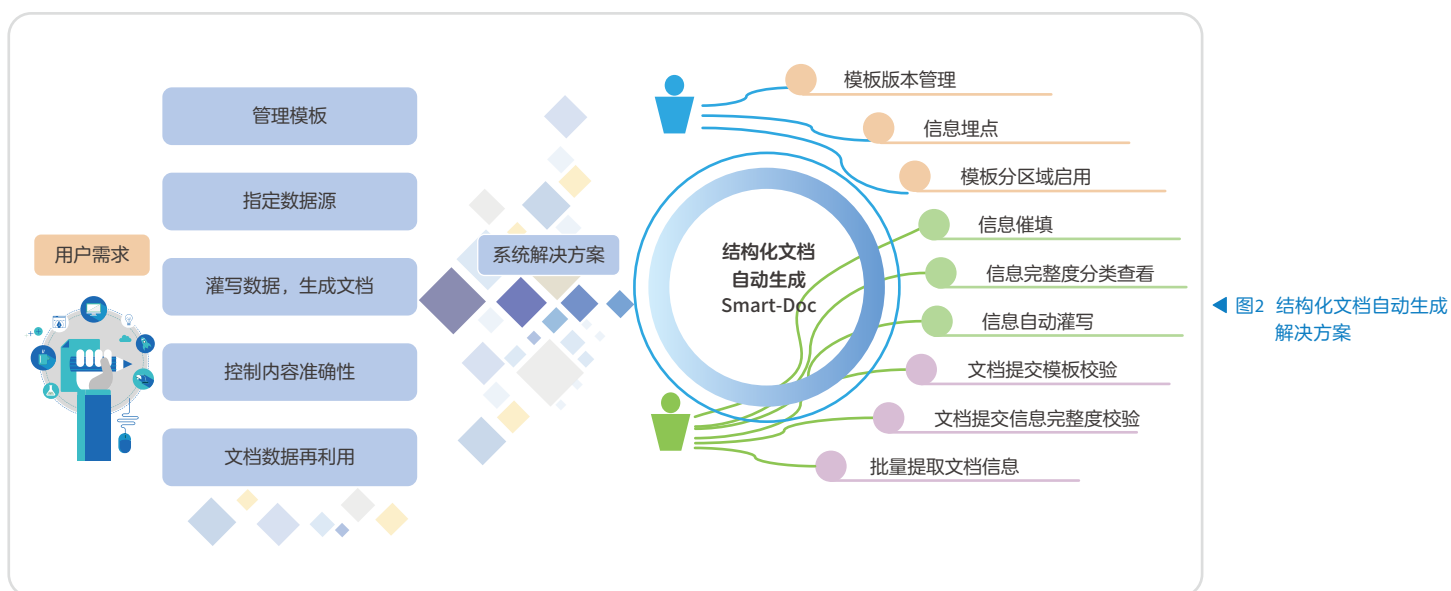 用户需求
管理模板
指定数据源
灌写数据，生成文档
控制内容准确性
文档数据再利用
系统解决方案
结构化文档
自动生成
Smart-Doc
模板版本管理
信息埋点
模板分区域启用
信息催填
信息完整度分类查看
信息自动灌写
文档提交模板校验
文档提交信息完整度校验
批量提取文档信息
◀ 图2 结构化文档自动生成
解决方案